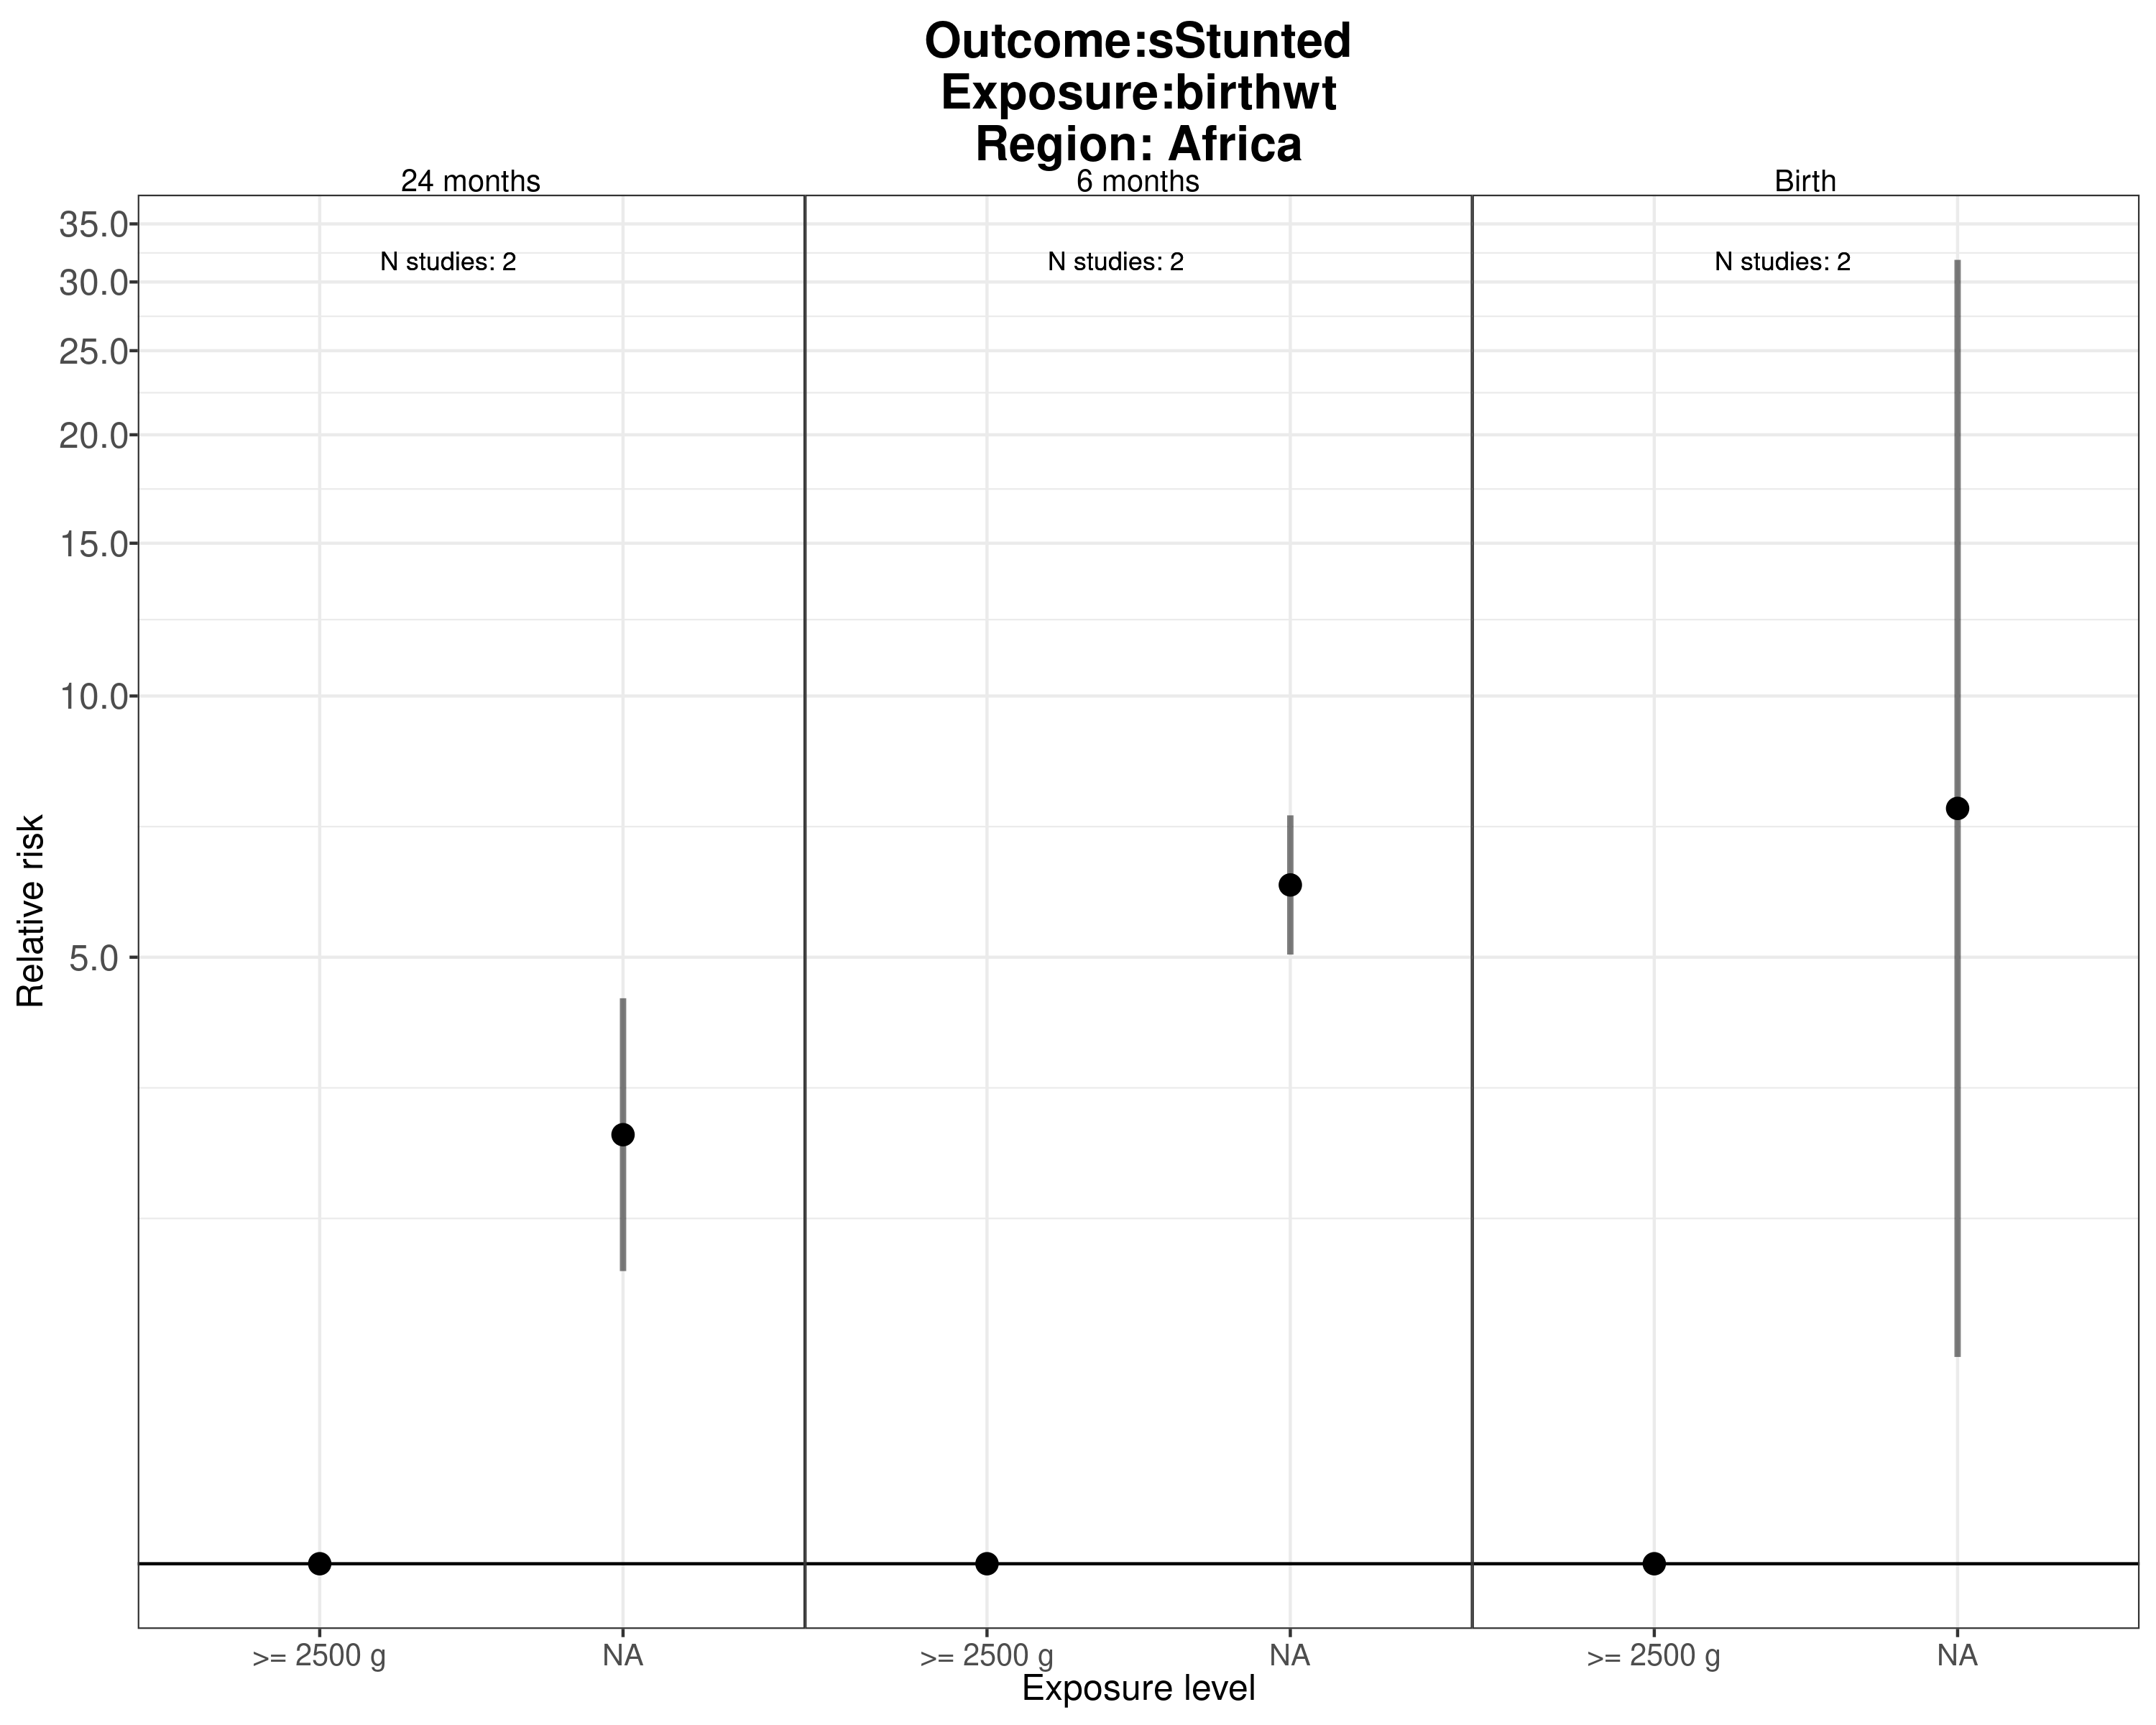 Outcome:sStunted
Exposure:birthwt
Region: Africa
24 months
6 months
Birth
N studies: 2
N studies: 2
N studies: 2
35.0
30.0
25.0
20.0
15.0
10.0
5.0
Relative risk
>= 2500 g
NA
>= 2500 g
NA
>= 2500 g
NA
Exposure level